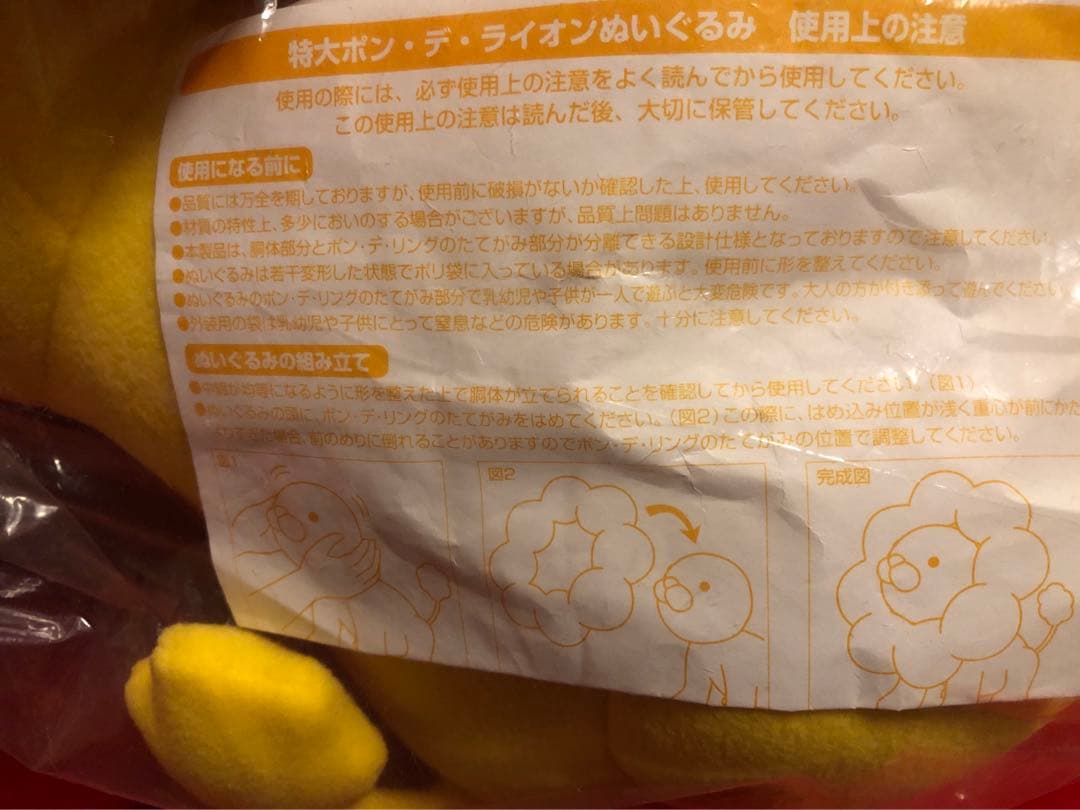 特大ポン・デ・ライオンぬいぐるみ 使用上の注意
使用の際には、必ず使用上の注意をよく読んでから使用してください。
この使用上の注意は読んだ後、大切に保管してください。
使用になる前に
●品質には万全を期しておりますが、使用前に破損がないか確認した上、使用してください。
●材質の特性上、多少においのする場合がございますが、品質上問題はありません。
●本製品は、胴体部分とポン・デ・リングのたてがみ部分が分離できる設計仕様となっておりますので注意してください
●ぬいぐるみは若干変形した状態でポリ袋に入っている場合があります。使用前に形を整えてください。
●ぬいぐるみのポン・デ・リングのたてがみ部分で乳幼児や子供が一人で遊ぶと大変危険です。大人の方が付き添って遊んでください
●外装用の袋は乳幼児や子供にとって窒息などの危険があります。十分に注意してください。
ぬいぐるみの組み立て
●中綿が均等になるように形を整えた上で胴体が立てられることを確認してから使用してください。(図1)
●ぬいぐるみの頭に、ポン・デ・リングのたてがみをはめてください。(図2)この際に、はめ込み位置が浅く重心が前にかた
よりすぎた場合、前のめりに倒れることがありますのでポン・デ・リングのたてがみの位置で調整してください。
図2
完成図